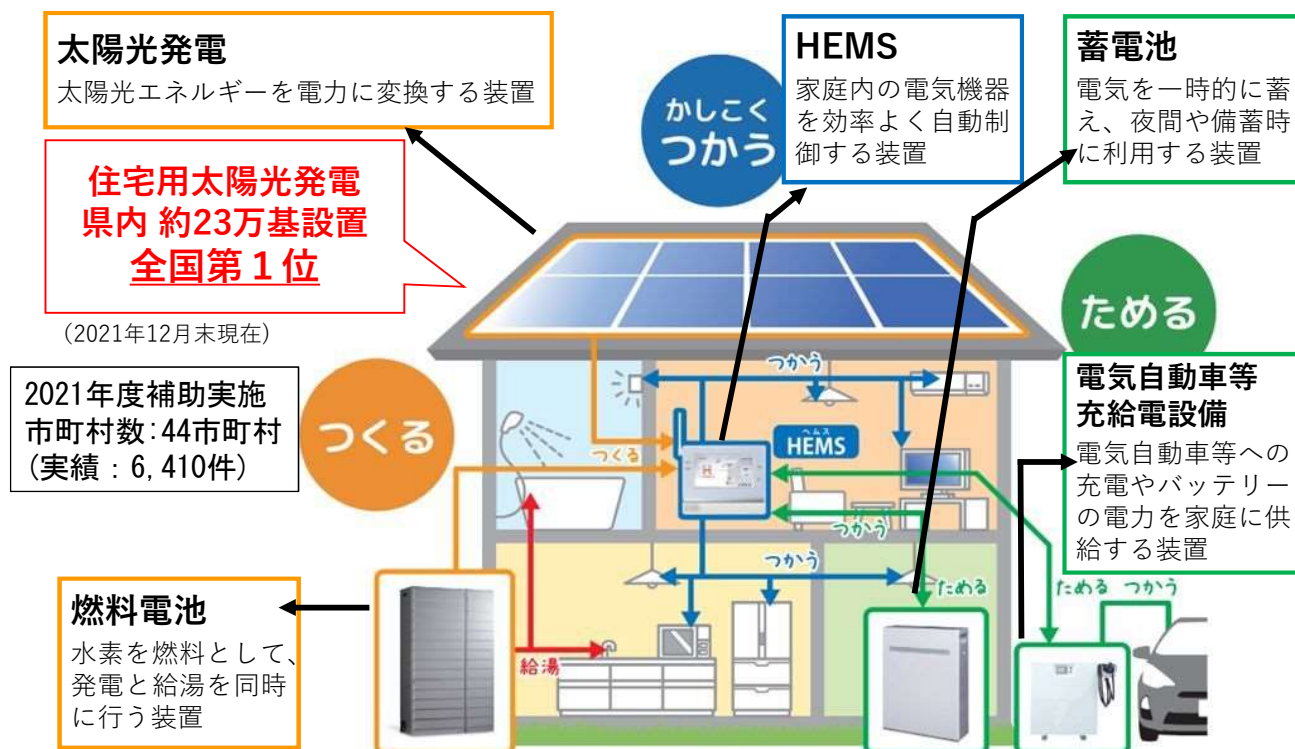 太陽光発電
太陽光エネルギーを電力に変換する装置
住宅用太陽光発電
県内 約23万基設置
全国第１位
(2021年12月末現在)
2021年度補助実施
市町村数:44市町村
(実績：6,410件)
つくる
かしこく
つかう
HEMS
家庭内の電気機器
を効率よく自動制
御する装置
蓄電池
電気を一時的に蓄
え、夜間や備蓄時
に利用する装置
ためる
電気自動車等
充給電設備
電気自動車等への
充電やバッテリー
の電力を家庭に供
給する装置
つかう
ヘムス
HEMS
つくる
つかう
つかう
ためる
ためる つかう
給湯
燃料電池
水素を燃料として、
発電と給湯を同時
に行う装置